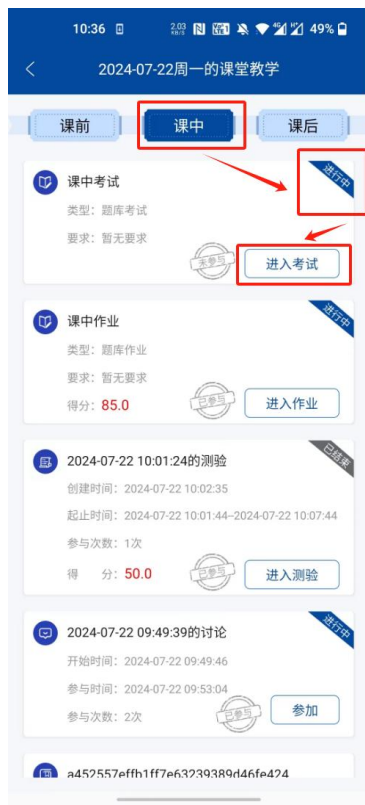 10:36
2.03
KB/S
49%
2024-07-22周一的课堂教学
课前
课中
课后
进行中
课中考试
类型：题库考试
要求：暂无要求
未参与
进入考试
进行中
课中作业
类型：题库作业
要求：暂无要求
得分：85.0
已参与
进入作业
已结束
2024-07-22 10:01:24的测验
创建时间：2024-07-22 10:02:35
起止时间：2024-07-22 10:01:44–2024-07-22 10:07:44
参与次数：1次
得 分：50.0
已参与
进入测验
进行中
2024-07-22 09:49:39的讨论
开始时间：2024-07-22 09:49:46
参与时间：2024-07-22 09:53:04
参与次数：2次
已参与
参加
a452557effb1ff7e63239389d46fe424